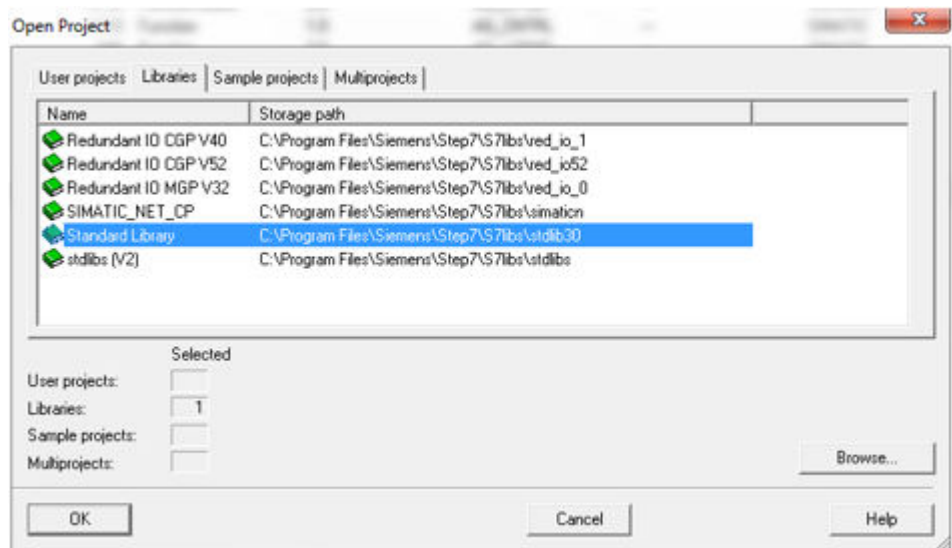 Open Project
User projects Libraries Sample projects Multiprojects
Name Storage path
Redundant IO CGP V40 C:\Program Files\Siemens\Step7\S7libs\red_io_1
Redundant IO CGP V52 C:\Program Files\Siemens\Step7\S7libs\red_io52
Redundant IO MGP V32 C:\Program Files\Siemens\Step7\S7libs\red_io_0
SIMATIC_NET_CP C:\Program Files\Siemens\Step7\S7libs\simaticn
Standard Library C:\Program Files\Siemens\Step7\S7libs\stdlib30
stdlibs (V2) C:\Program Files\Siemens\Step7\S7libs\stdlibs
Selected
User projects:
Libraries: 1
Sample projects:
Multiprojects:
Browse...
OK Cancel Help